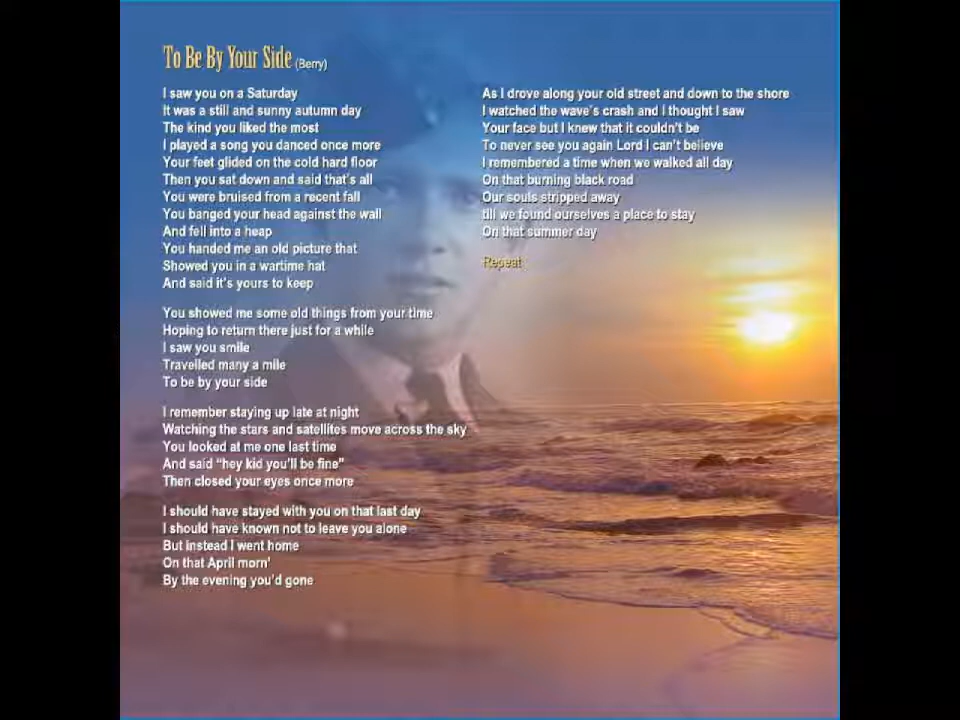 To Be By Your Side (Berry)
I saw you on a Saturday
It was a still and sunny autumn day
The kind you liked the most
I played a song you danced once more
Your feet glided on the cold hard floor
Then you sat down and said that's all
You were bruised from a recent fall
You banged your head against the wall
And fell into a heap
You handed me an old picture that
Showed you in a wartime hat
And said it's yours to keep
You showed me some old things from your time
Hoping to return there just for a while
I saw you smile
Travelled many a mile
To be by your side
I remember staying up late at night
Watching the stars and satellites move across the sky
You looked at me one last time
And said “hey kid you'll be fine”
Then closed your eyes once more
I should have stayed with you on that last day
I should have known not to leave you alone
But instead I went home
On that April morn'
By the evening you'd gone
As I drove along your old street and down to the shore
I watched the wave's crash and I thought I saw
Your face but I knew that it couldn't be
To never see you again Lord I can't believe
I remembered a time when we walked all day
On that burning black road
Our souls stripped away
till we found ourselves a place to stay
On that summer day
Repeat